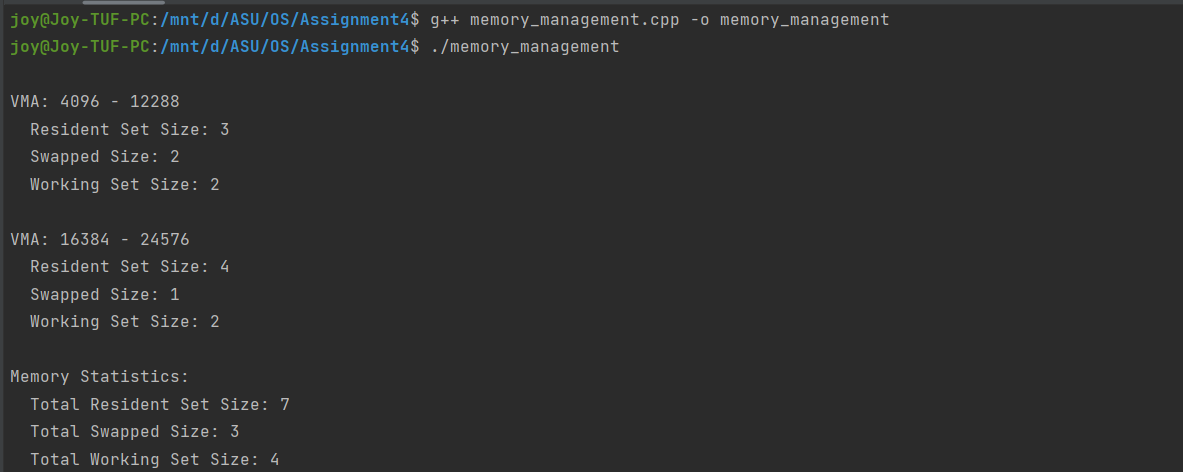 joy@Joy-TUF-PC:/mnt/d/ASU/OS/Assignment4$ g++ memory_management.cpp -o memory_management
joy@Joy-TUF-PC:/mnt/d/ASU/OS/Assignment4$ ./memory_management
VMA: 4096 - 12288
  Resident Set Size: 3
  Swapped Size: 2
  Working Set Size: 2
VMA: 16384 - 24576
  Resident Set Size: 4
  Swapped Size: 1
  Working Set Size: 2
Memory Statistics:
  Total Resident Set Size: 7
  Total Swapped Size: 3
  Total Working Set Size: 4